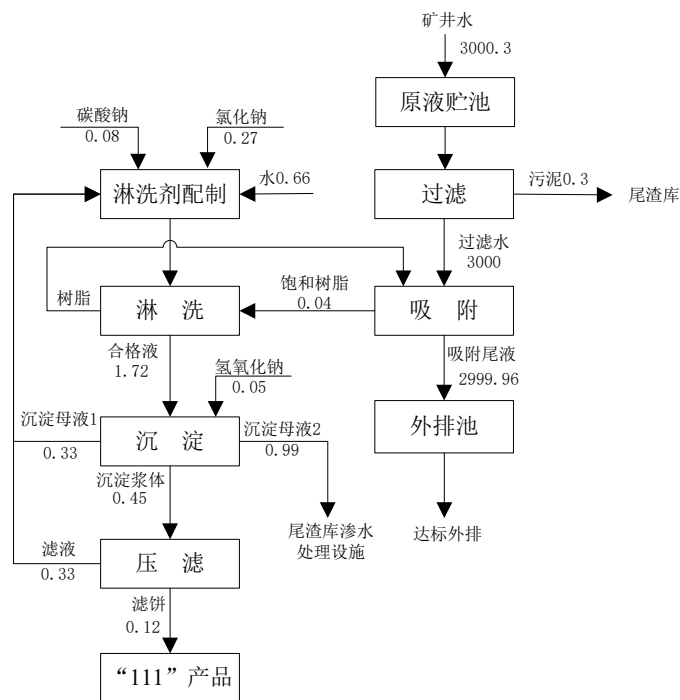 矿井水
3000.3
原液贮池
碳酸钠
0.08
氯化钠
0.27
淋洗剂配制
水0.66
过滤
污泥0.3
尾渣库
过滤水
3000
树脂
淋 洗
饱和树脂
0.04
吸 附
合格液
1.72
氢氧化钠
0.05
吸附尾液
2999.96
沉淀母液1
0.33
沉 淀
沉淀母液2
0.99
外排池
沉淀浆体
0.45
尾渣库渗水
处理设施
达标外排
滤液
0.33
压 滤
滤饼
0.12
“111”产品